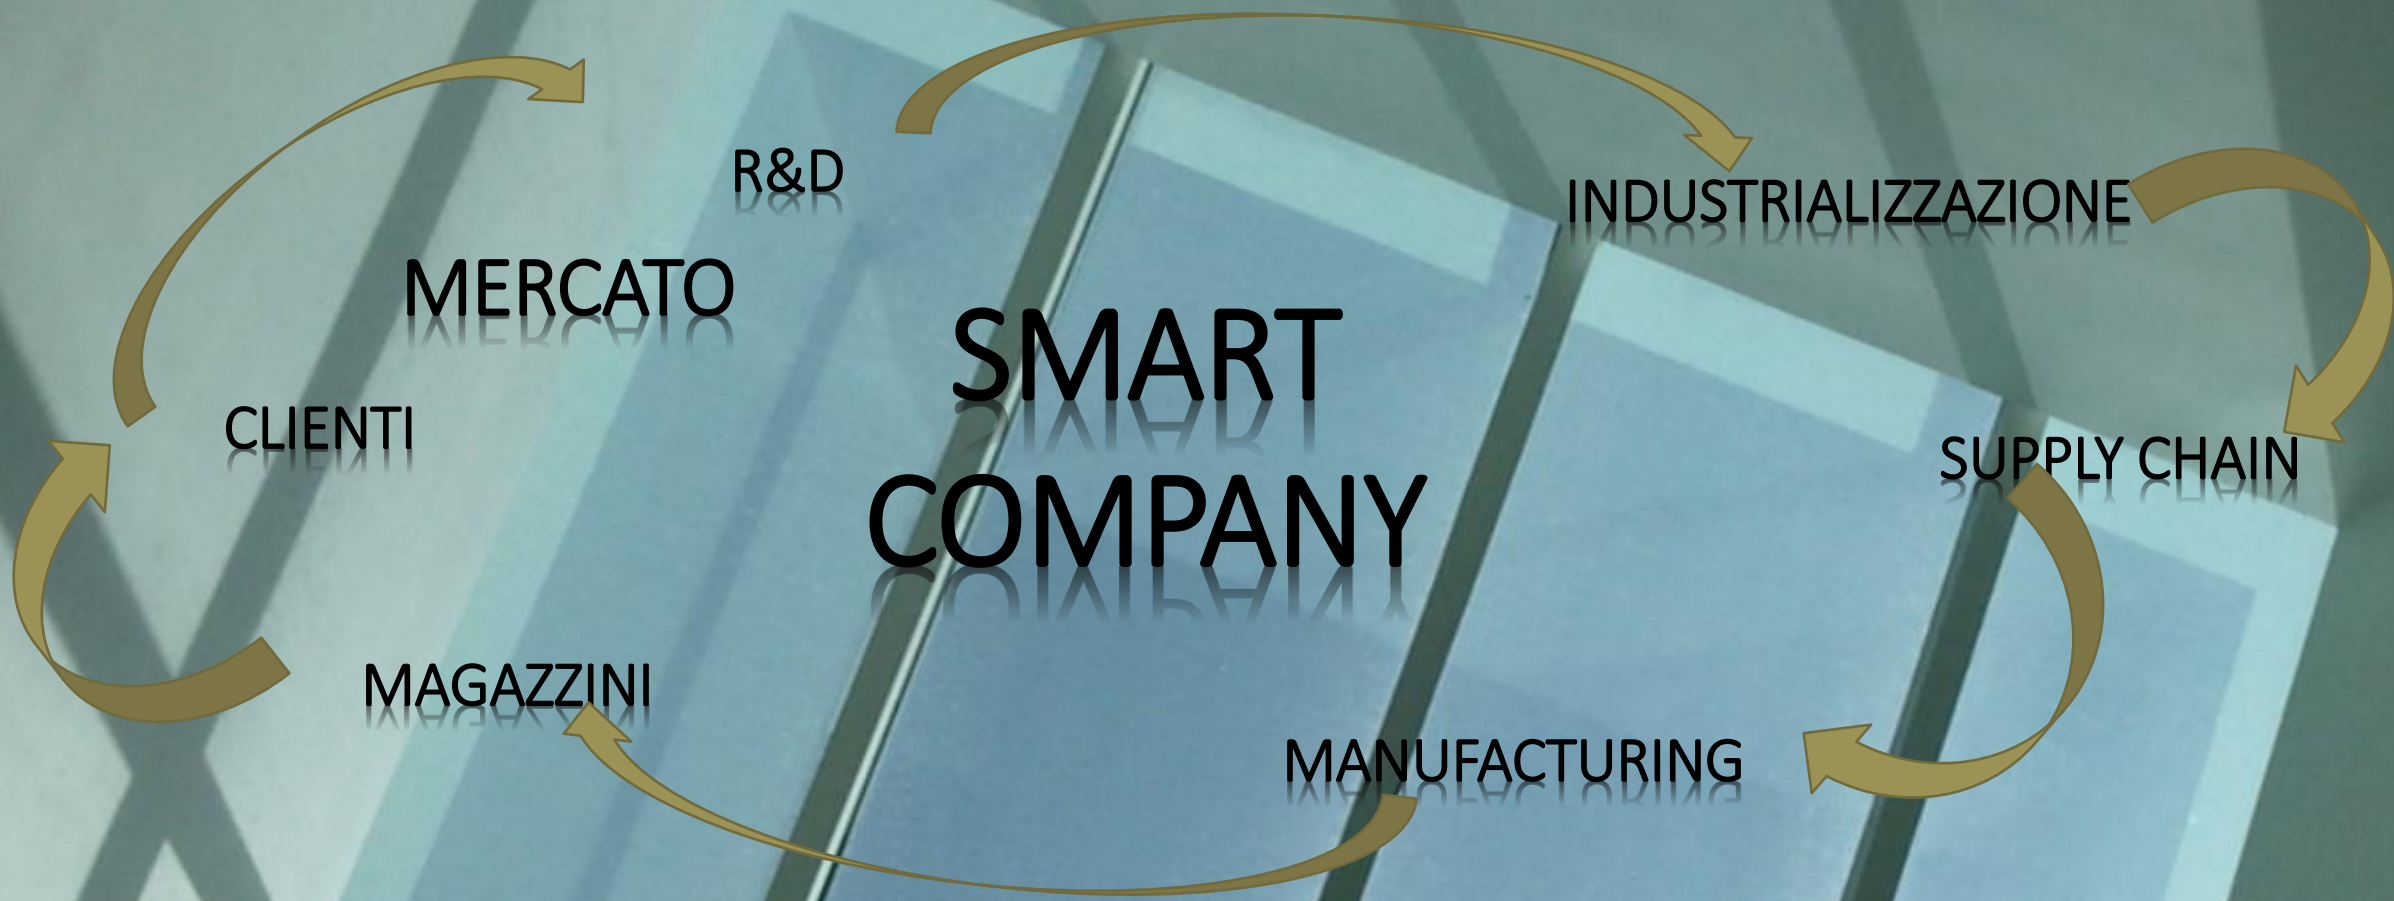 R&D
INDUSTRIALIZZAZIONE
MERCATO
SMART
COMPANY
CLIENTI
SUPPLY CHAIN
MAGAZZINI
MANUFACTURING